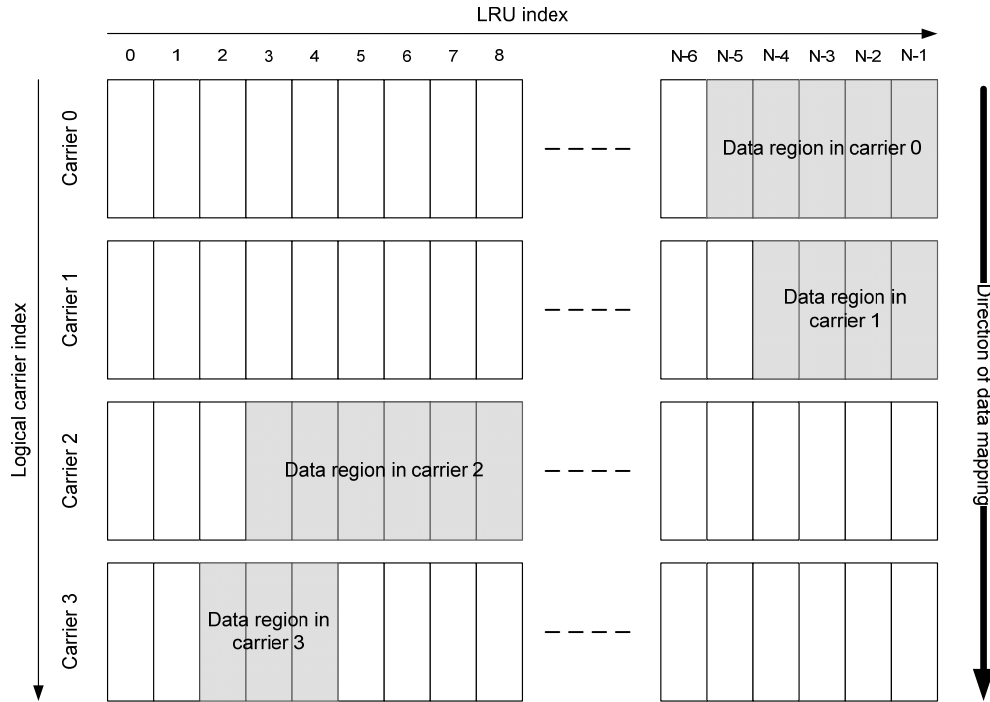 LRU index
0 1 2 3 4 5 6 7 8 N-6 N-5 N-4 N-3 N-2 N-1
Logical carrier index
Carrier 0
Data region in carrier 0
Carrier 1
Data region in
carrier 1
Carrier 2
Data region in carrier 2
Carrier 3
Data region in
carrier 3
Direction of data mapping